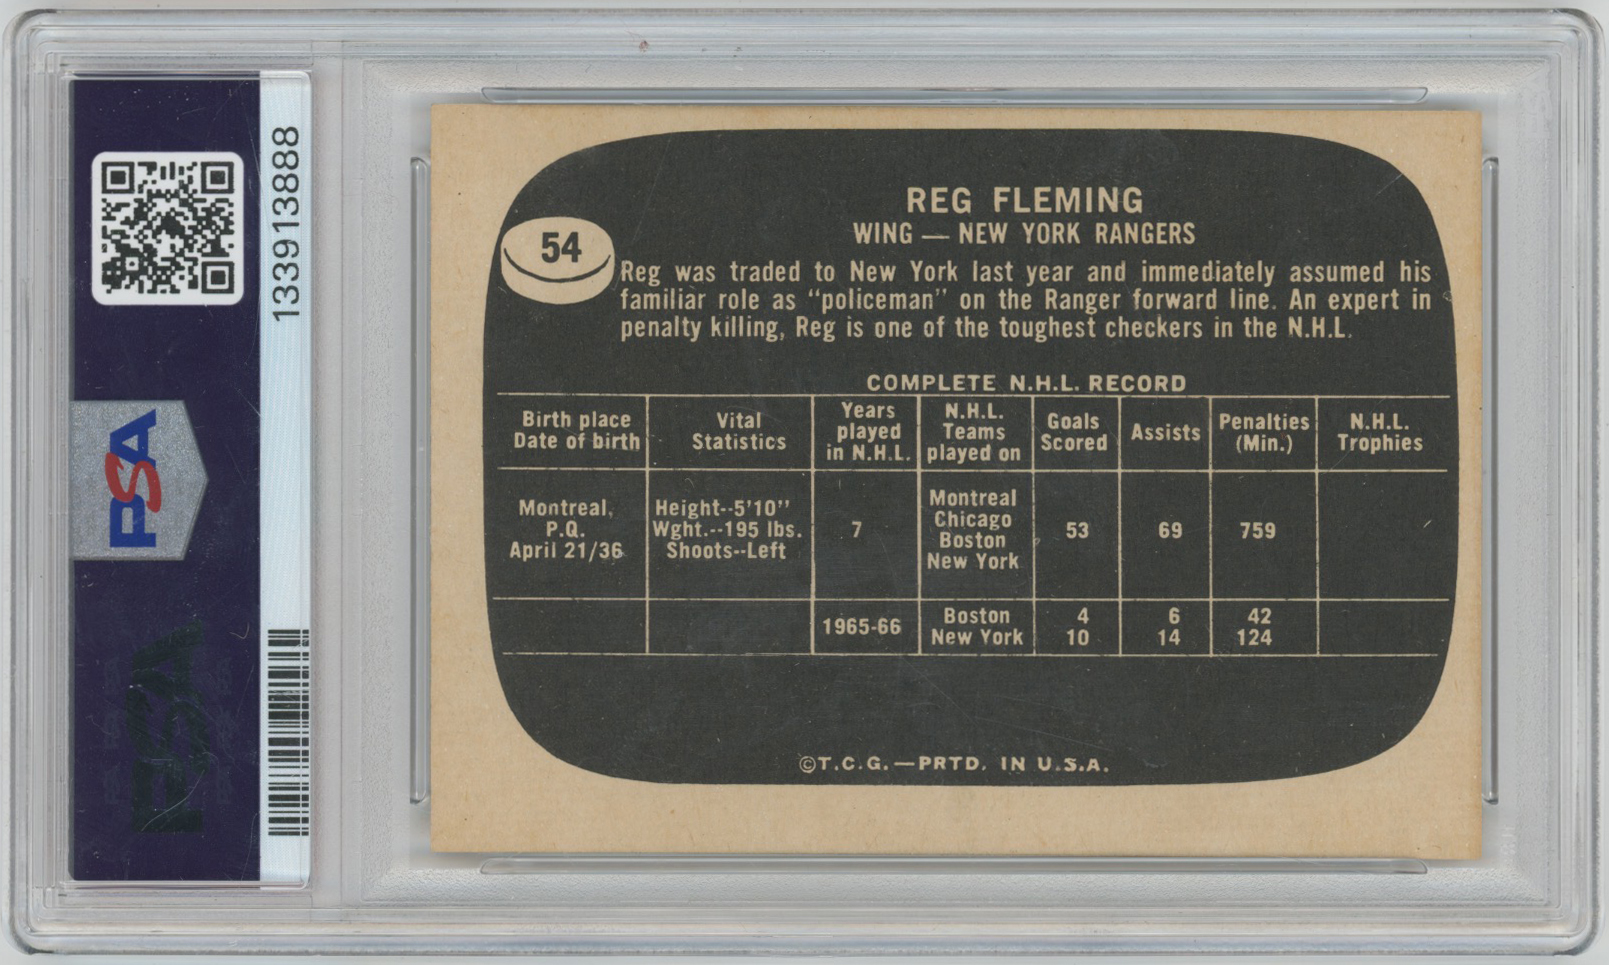 133913888
PSA
PSA
54
REG FLEMING
WING — NEW YORK RANGERS
Reg was traded to New York last year and immediately assumed his
familiar role as "policeman" on the Ranger forward line. An expert in
penalty killing, Reg is one of the toughest checkers in the N.H.L.
COMPLETE N.H.L. RECORD
Birth place
Date of birth
Vital
Statistics
Years
played
in N.H.L.
N.H.L.
Teams
played on
Goals
Scored
Assists
Penalties
(Min.)
N.H.L.
Trophies
Montreal,
P.Q.
April 21/36
Height--5'10"
Wght.--195 lbs.
Shoots--Left
7
Montreal
Chicago
Boston
New York
53
69
759
1965-66
Boston
New York
4
10
6
14
42
124
©T.C.G.—PRTD. IN U.S.A.